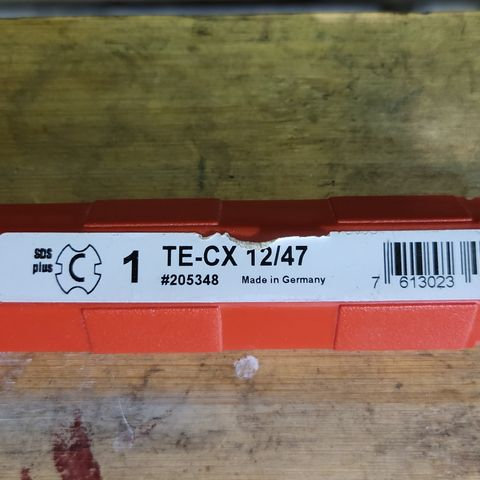 SDS
plus
C
1
TE-CX 12/47
#205348 Made in Germany
7 613023